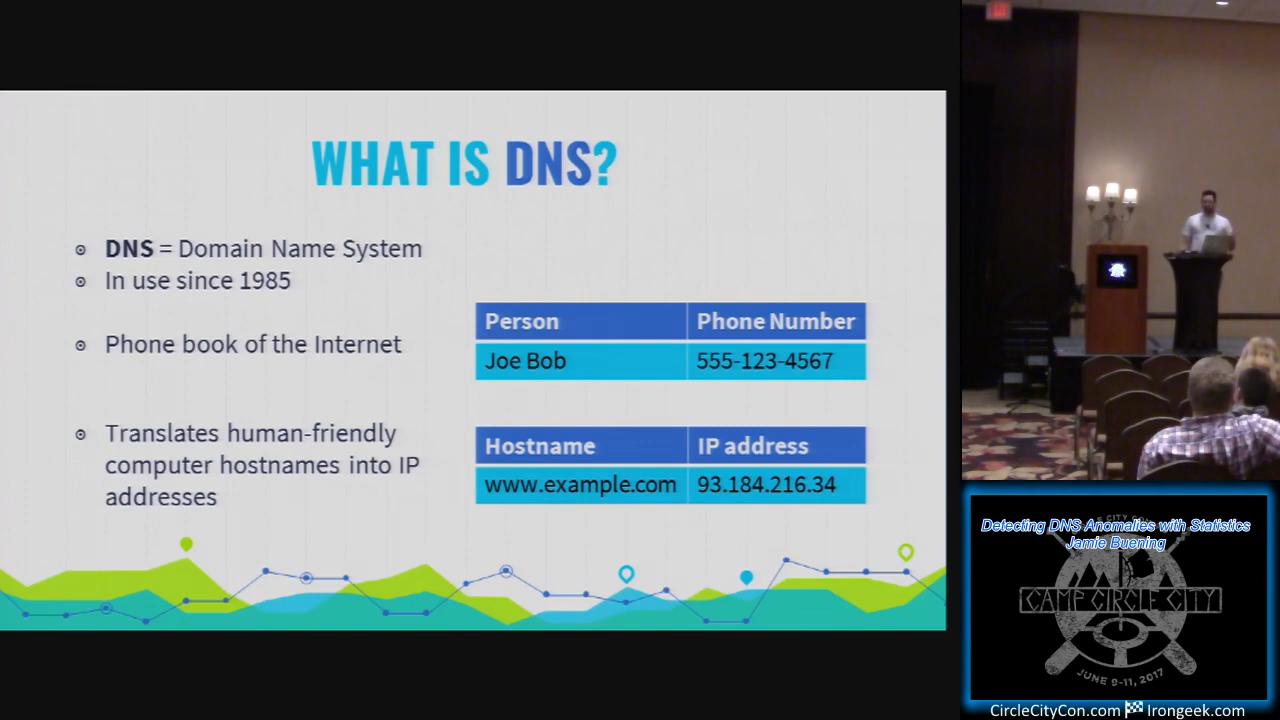 WHAT IS DNS?
DNS = Domain Name System
In use since 1985
Phone book of the Internet
Translates human-friendly
computer hostnames into IP
addresses
Person Phone Number
Joe Bob 555-123-4567
Hostname IP address
www.example.com 93.184.216.34
Detecting DNS Anomalies with Statistics
Jamie Buening
CAMP CIRCLE CITY
JUNE 9-11, 2017
CircleCityCon.com Irongeek.com